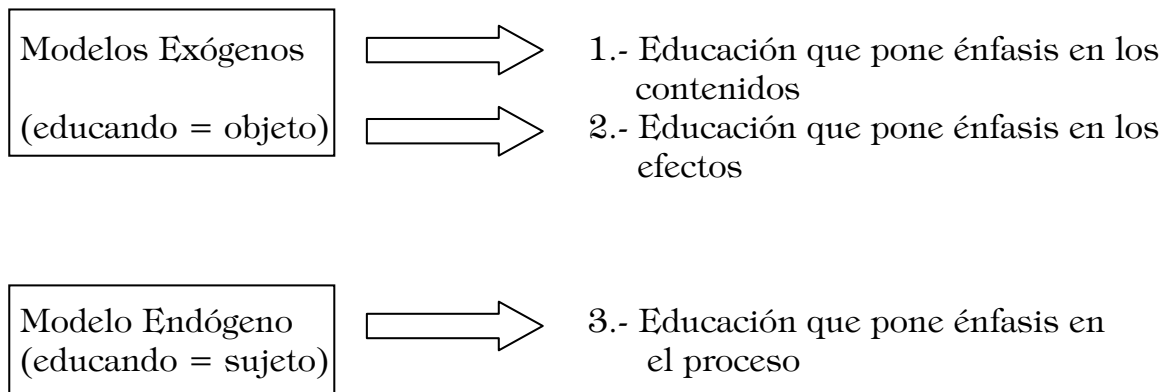 Modelos Exógenos
(educando = objeto)
1.- Educación que pone énfasis en los
contenidos
2.- Educación que pone énfasis en los
efectos
Modelo Endógeno
(educando = sujeto)
3.- Educación que pone énfasis en
el proceso